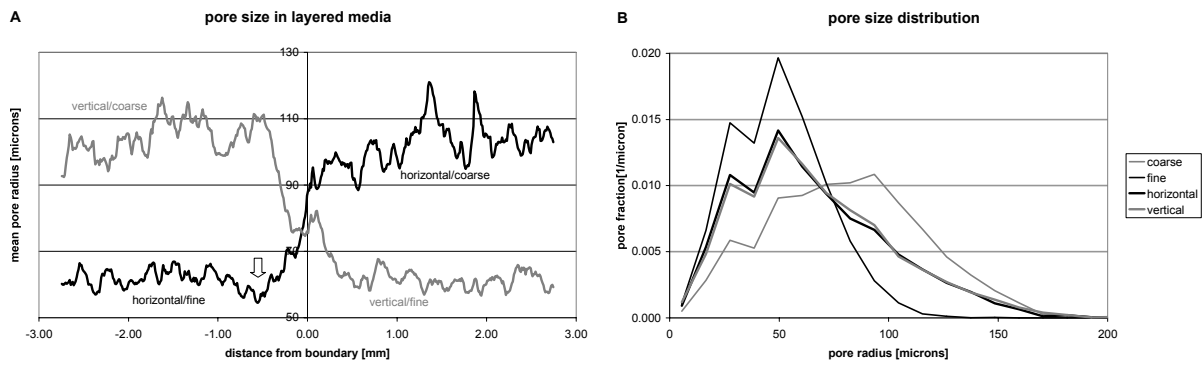 A
pore size in layered media
mean pore radius [microns]
130
110
90
70
50
vertical/coarse
horizontal/coarse
horizontal/fine
vertical/fine
-3.00 -2.00 -1.00 0.00 1.00 2.00 3.00
distance from boundary [mm]
B
pore size distribution
pore fraction[1/micron]
0.020
0.015
0.010
0.005
0.000
0 50 100 150 200
pore radius [microns]
coarse
fine
horizontal
vertical